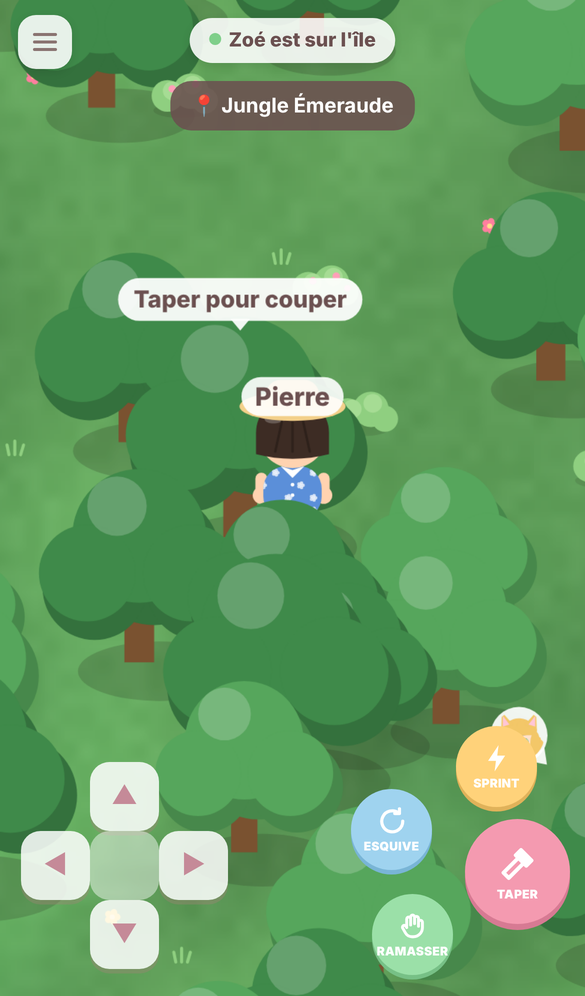 Zoé est sur l'île
Jungle Émeraude
Taper pour couper
Pierre
SPRINT
ESQUIVE
TAPER
RAMASSER